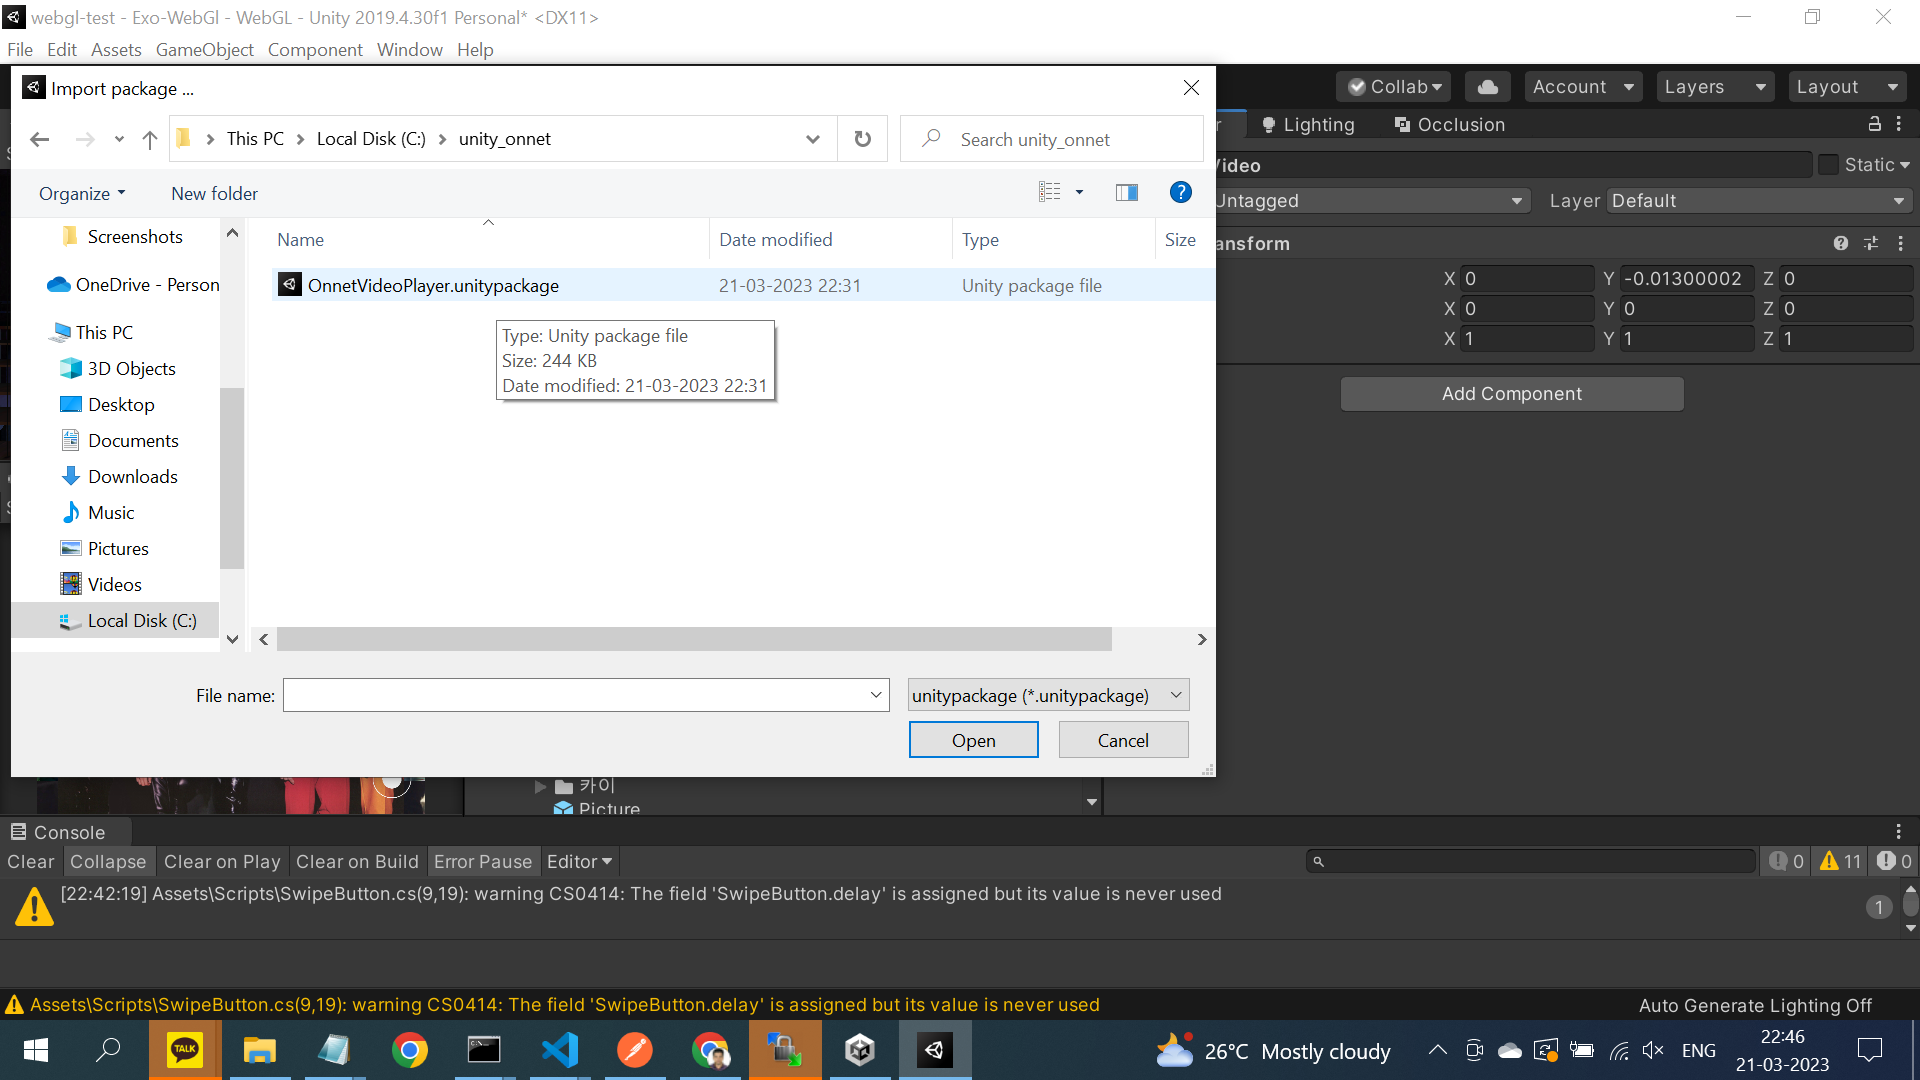 webgl-test - Exo-WebGl - WebGL - Unity 2019.4.30f1 Personal* <DX11>
File Edit Assets GameObject Component Window Help
Import package ...
This PC Local Disk (C:) unity_onnet
Search unity_onnet
Organize New folder
Name Date modified Type Size
OnnetVideoPlayer.unitypackage 21-03-2023 22:31 Unity package file
Type: Unity package file
Size: 244 KB
Date modified: 21-03-2023 22:31
Screenshots
OneDrive - Person
This PC
3D Objects
Desktop
Documents
Downloads
Music
Pictures
Videos
Local Disk (C:)
File name:
unitypackage (*.unitypackage)
Open Cancel
Collab Account Layers Layout
Lighting Occlusion
Video Static
Untagged Layer Default
ansform
X 0 Y -0.01300002 Z 0
X 0 Y 0 Z 0
X 1 Y 1 Z 1
Add Component
카이
Picture
Console
Clear Collapse Clear on Play Clear on Build Error Pause Editor
0 11 0
[22:42:19] Assets\Scripts\SwipeButton.cs(9,19): warning CS0414: The field 'SwipeButton.delay' is assigned but its value is never used
1
Assets\Scripts\SwipeButton.cs(9,19): warning CS0414: The field 'SwipeButton.delay' is assigned but its value is never used
Auto Generate Lighting Off
TALK
26°C Mostly cloudy
ENG
22:46
21-03-2023